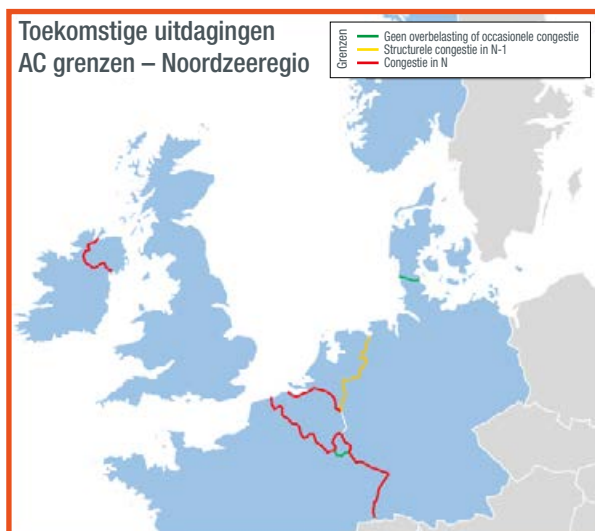 Toekomstige uitdagingen
AC grenzen – Noordzeeregio
Grenzen
Geen overbelasting of occasionele congestie
Structurele congestie in N-1
Congestie in N